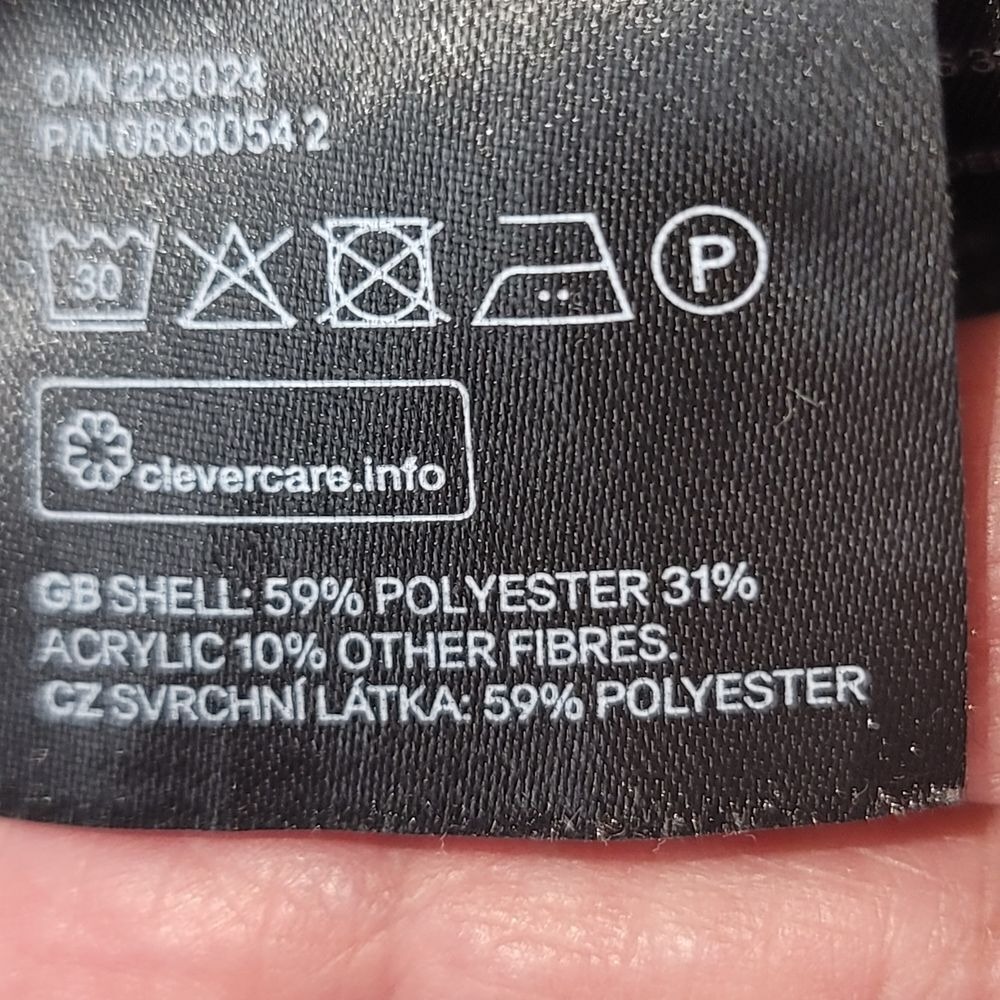 O/N 228024
P/N 0868054 2
30
P
clevercare.info
GB SHELL: 59% POLYESTER 31%
ACRYLIC 10% OTHER FIBRES.
CZ SVRCHNÍ LÁTKA: 59% POLYESTER